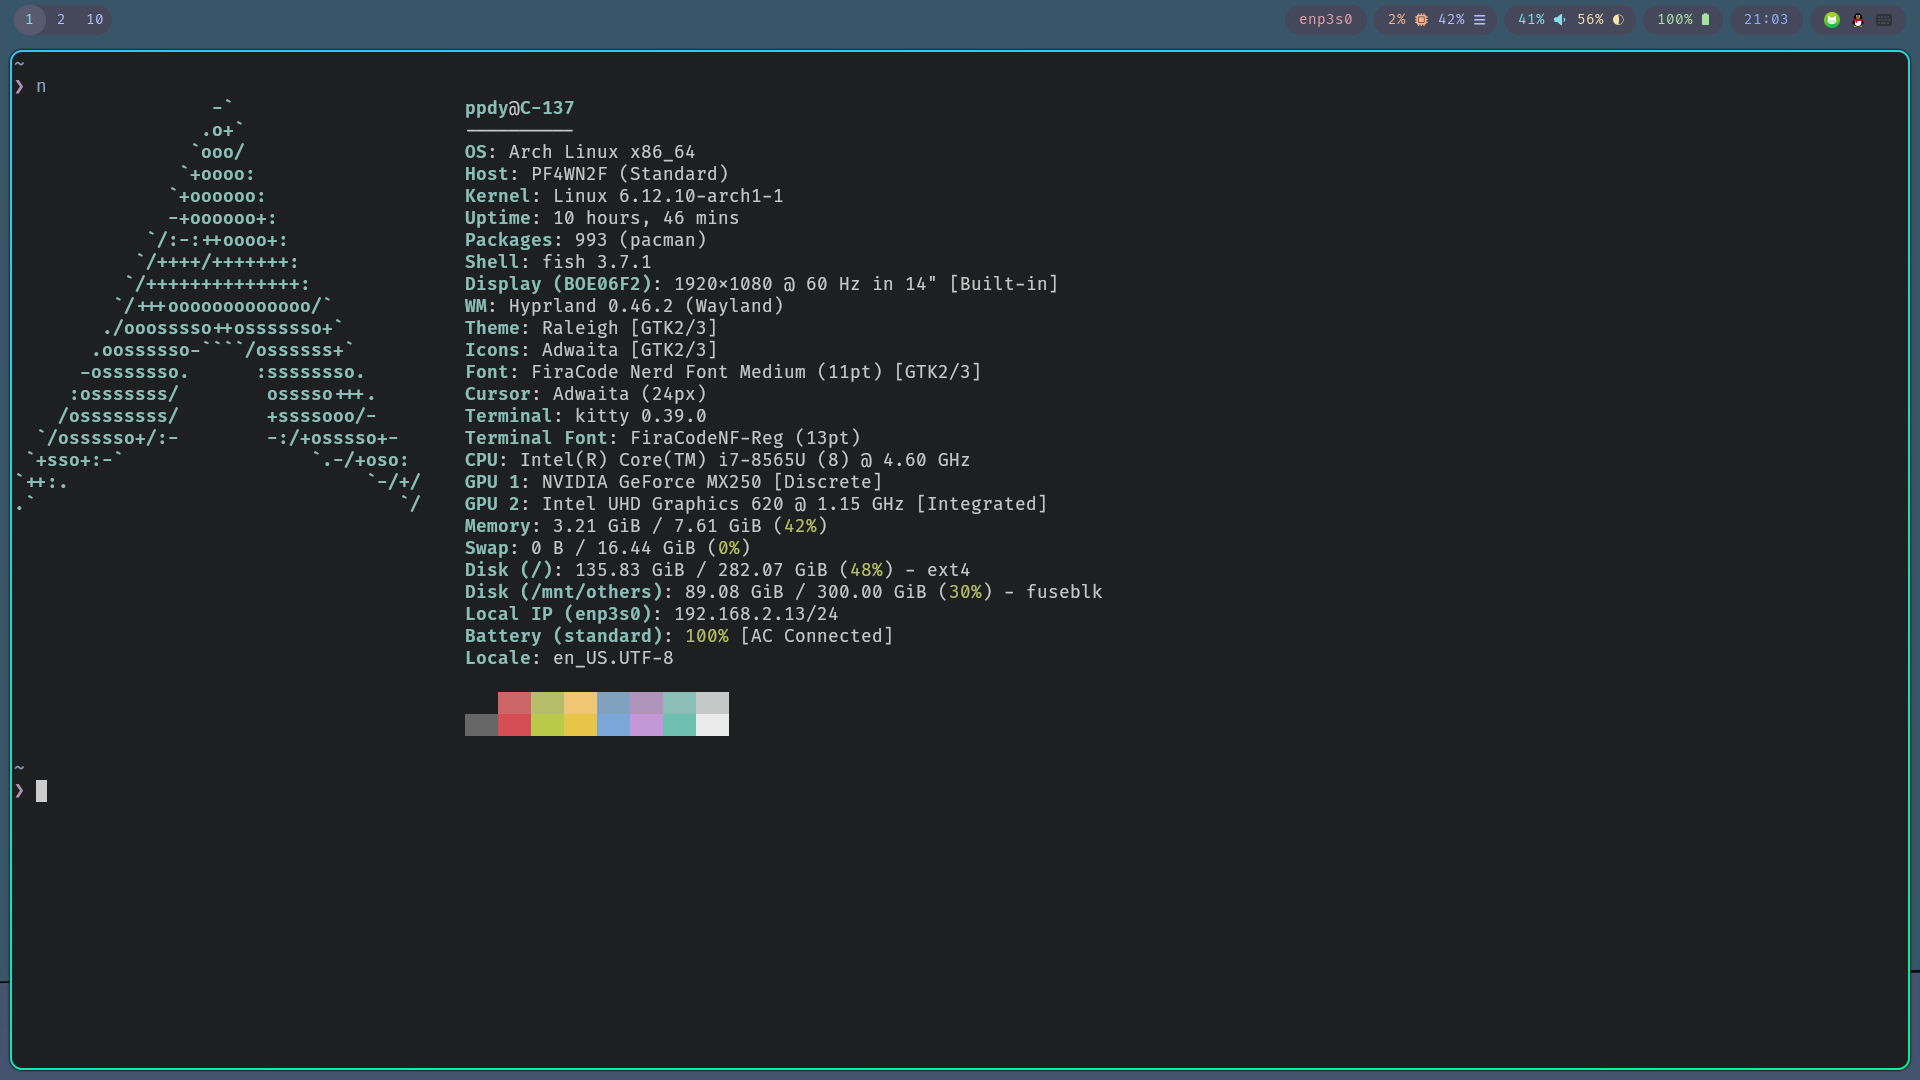 1 2 10 enp3s0 2% 42% 41% 56% 100% 21:03
~
❯ n
                  -`
                 .o+`
                `ooo/
               `+oooo:
              `+oooooo:
              -+oooooo+:
            `/:-:++oooo+:
           `/++++/+++++++:
          `/++++++++++++++:
         `/+++ooooooooooooo/`
        ./ooosssso++osssssso+`
       .oossssso-````/ossssss+`
      -osssssso.      :ssssssso.
     :osssssss/        osssso+++.
    /ossssssss/        +ssssooo/-
  `/ossssso+/:-        -:/+osssso+-
 `+sso+:-`                 `.-/+oso:
`++:.                           `-/+/
.`                                 `/
ppdy@C-137
----------
OS: Arch Linux x86_64
Host: PF4WN2F (Standard)
Kernel: Linux 6.12.10-arch1-1
Uptime: 10 hours, 46 mins
Packages: 993 (pacman)
Shell: fish 3.7.1
Display (BOE06F2): 1920×1080 @ 60 Hz in 14" [Built-in]
WM: Hyprland 0.46.2 (Wayland)
Theme: Raleigh [GTK2/3]
Icons: Adwaita [GTK2/3]
Font: FiraCode Nerd Font Medium (11pt) [GTK2/3]
Cursor: Adwaita (24px)
Terminal: kitty 0.39.0
Terminal Font: FiraCodeNF-Reg (13pt)
CPU: Intel(R) Core(TM) i7-8565U (8) @ 4.60 GHz
GPU 1: NVIDIA GeForce MX250 [Discrete]
GPU 2: Intel UHD Graphics 620 @ 1.15 GHz [Integrated]
Memory: 3.21 GiB / 7.61 GiB (42%)
Swap: 0 B / 16.44 GiB (0%)
Disk (/): 135.83 GiB / 282.07 GiB (48%) - ext4
Disk (/mnt/others): 89.08 GiB / 300.00 GiB (30%) - fuseblk
Local IP (enp3s0): 192.168.2.13/24
Battery (standard): 100% [AC Connected]
Locale: en_US.UTF-8
~
❯